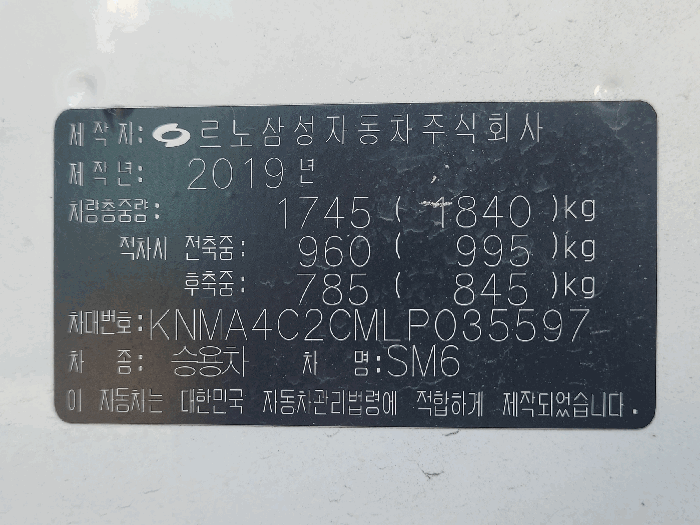 제 작 자: 르노삼성자동차주식회사
제 작 년: 2019 년
차량총중량: 1745 ( 1840 )kg
적차시 전축중: 960 ( 995 )kg
후축중: 785 ( 845 )kg
차대번호:KNMA4C2CMLP035597
차 종: 승용차 차 명:SM6
이 자동차는 대한민국 자동차관리법령에 적합하게 제작되었습니다.